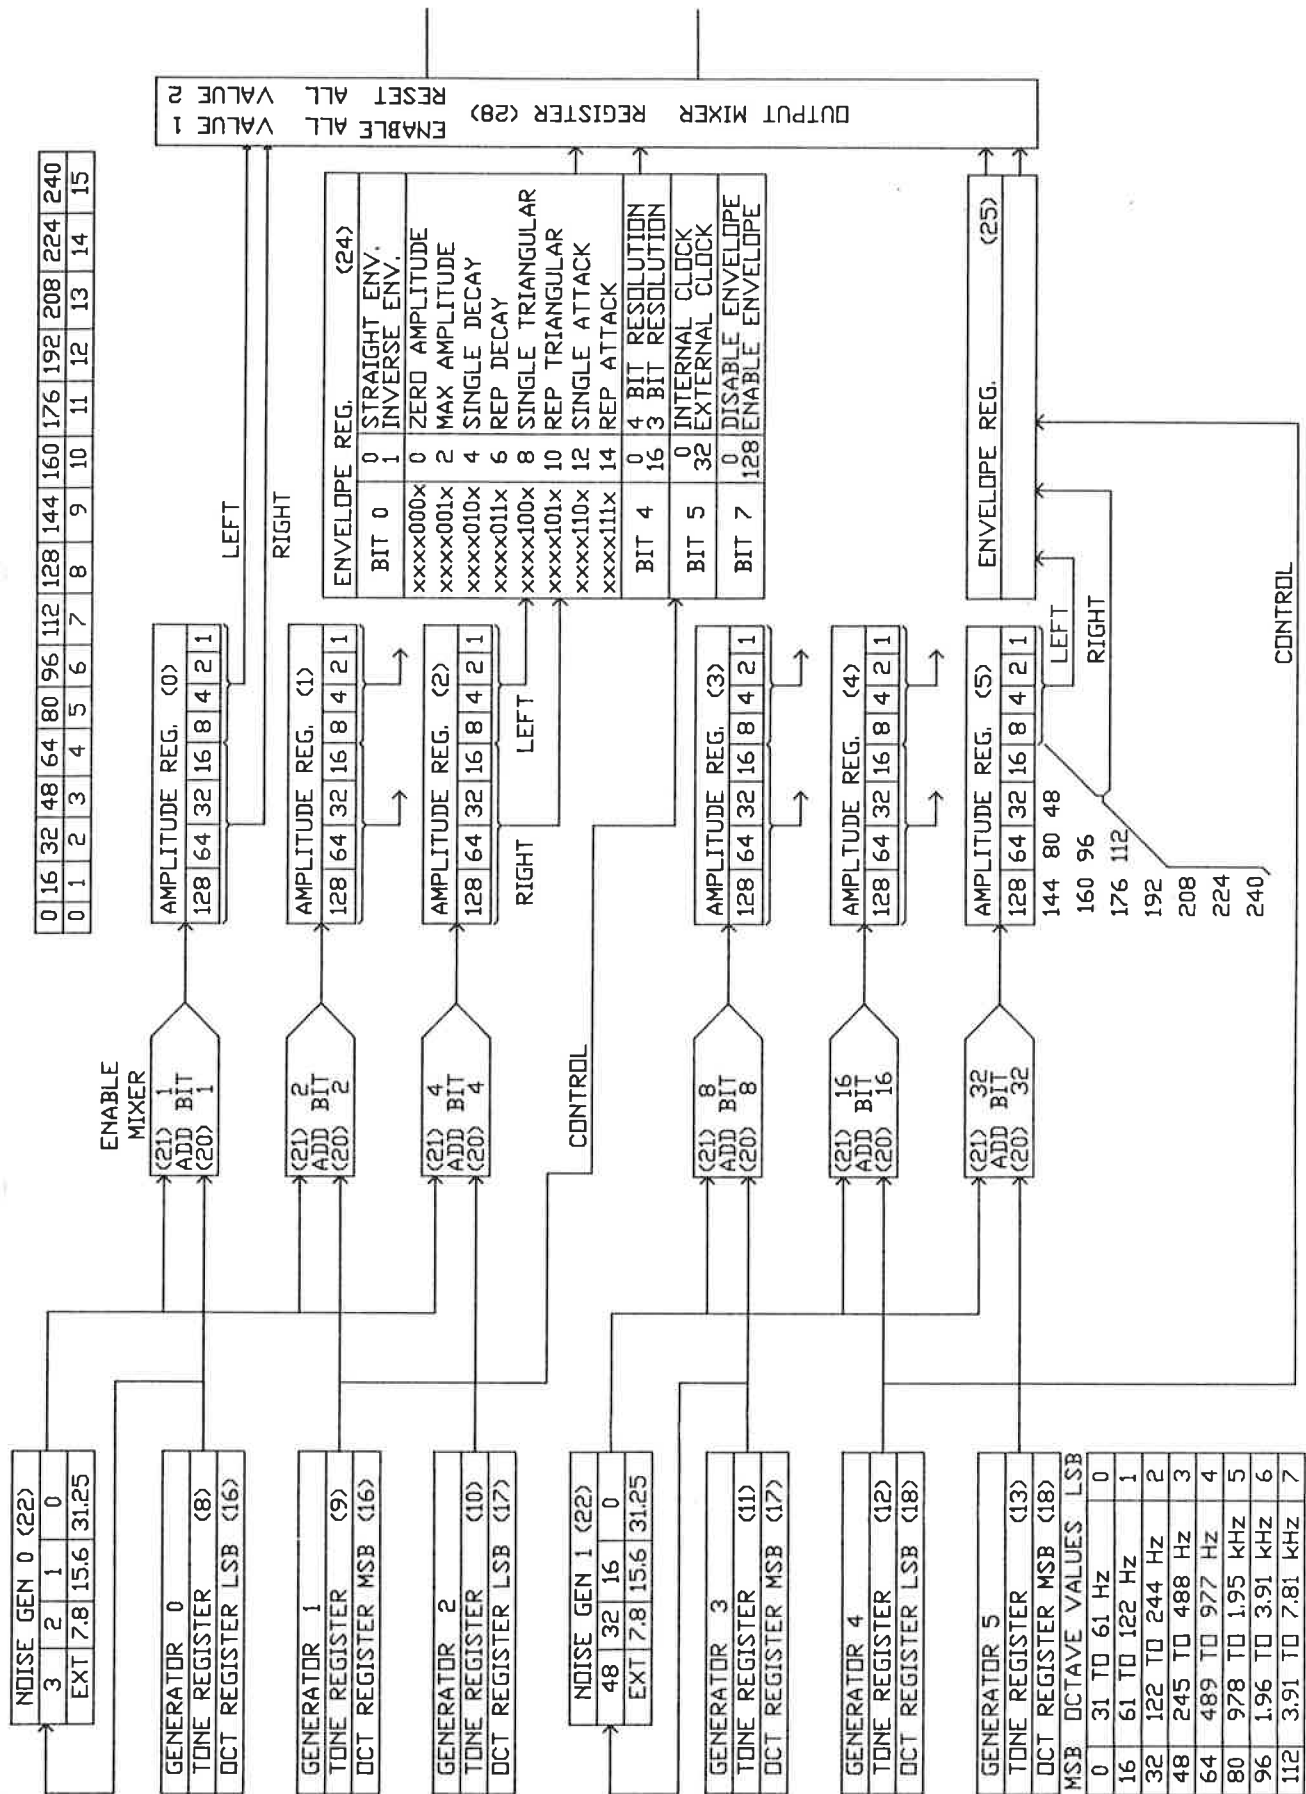 NOISE GEN 0 (22)
3 2 1 0
EXT 7.8 15.6 31.25
GENERATOR 0
TONE REGISTER (8)
OCT REGISTER LSB (16)
GENERATOR 1
TONE REGISTER (9)
OCT REGISTER MSB (16)
GENERATOR 2
TONE REGISTER (10)
OCT REGISTER LSB (17)
NOISE GEN 1 (22)
48 32 16 0
EXT 7.8 15.6 31.25
GENERATOR 3
TONE REGISTER (11)
OCT REGISTER MSB (17)
GENERATOR 4
TONE REGISTER (12)
OCT REGISTER LSB (18)
GENERATOR 5
TONE REGISTER (13)
OCT REGISTER MSB (18)
MSB OCTAVE VALUES LSB
0 31 TO 61 Hz 0
16 61 TO 122 Hz 1
32 122 TO 244 Hz 2
48 245 TO 488 Hz 3
64 489 TO 977 Hz 4
80 978 TO 1.95 kHz 5
96 1.96 TO 3.91 kHz 6
112 3.91 TO 7.81 kHz 7
ENABLE
MIXER
(21) 1
ADD BIT
(20) 1
(21) 2
ADD BIT
(20) 2
(21) 4
ADD BIT
(20) 4
CONTROL
(21) 8
ADD BIT
(20) 8
(21) 16
ADD BIT
(20) 16
(21) 32
ADD BIT
(20) 32
0 16 32 48 64 80 96 112 128 144 160 176 192 208 224 240
0 1 2 3 4 5 6 7 8 9 10 11 12 13 14 15
AMPLITUDE REG. (0)
128 64 32 16 8 4 2 1
LEFT
RIGHT
AMPLITUDE REG. (1)
128 64 32 16 8 4 2 1
AMPLITUDE REG. (2)
128 64 32 16 8 4 2 1
RIGHT
LEFT
AMPLITUDE REG. (3)
128 64 32 16 8 4 2 1
AMPLTUDE REG. (4)
128 64 32 16 8 4 2 1
AMPLITUDE REG. (5)
128 64 32 16 8 4 2 1
144 80 48
160 96
176 112
192
208
224
240
LEFT
RIGHT
CONTROL
ENVELOPE REG. (24)
BIT 0 0 STRAIGHT ENV.
1 INVERSE ENV.
xxxx000x 0 ZERO AMPLITUDE
xxxx001x 2 MAX AMPLITUDE
xxxx010x 4 SINGLE DECAY
xxxx011x 6 REP DECAY
xxxx100x 8 SINGLE TRIANGULAR
xxxx101x 10 REP TRIANGULAR
xxxx110x 12 SINGLE ATTACK
xxxx111x 14 REP ATTACK
BIT 4 0 4 BIT RESOLUTION
16 3 BIT RESOLUTION
BIT 5 0 INTERNAL CLOCK
32 EXTERNAL CLOCK
BIT 7 0 DISABLE ENVELOPE
128 ENABLE ENVELOPE
ENVELOPE REG. (25)
OUTPUT MIXER REGISTER (28)
ENABLE ALL VALUE 1
RESET ALL VALUE 2